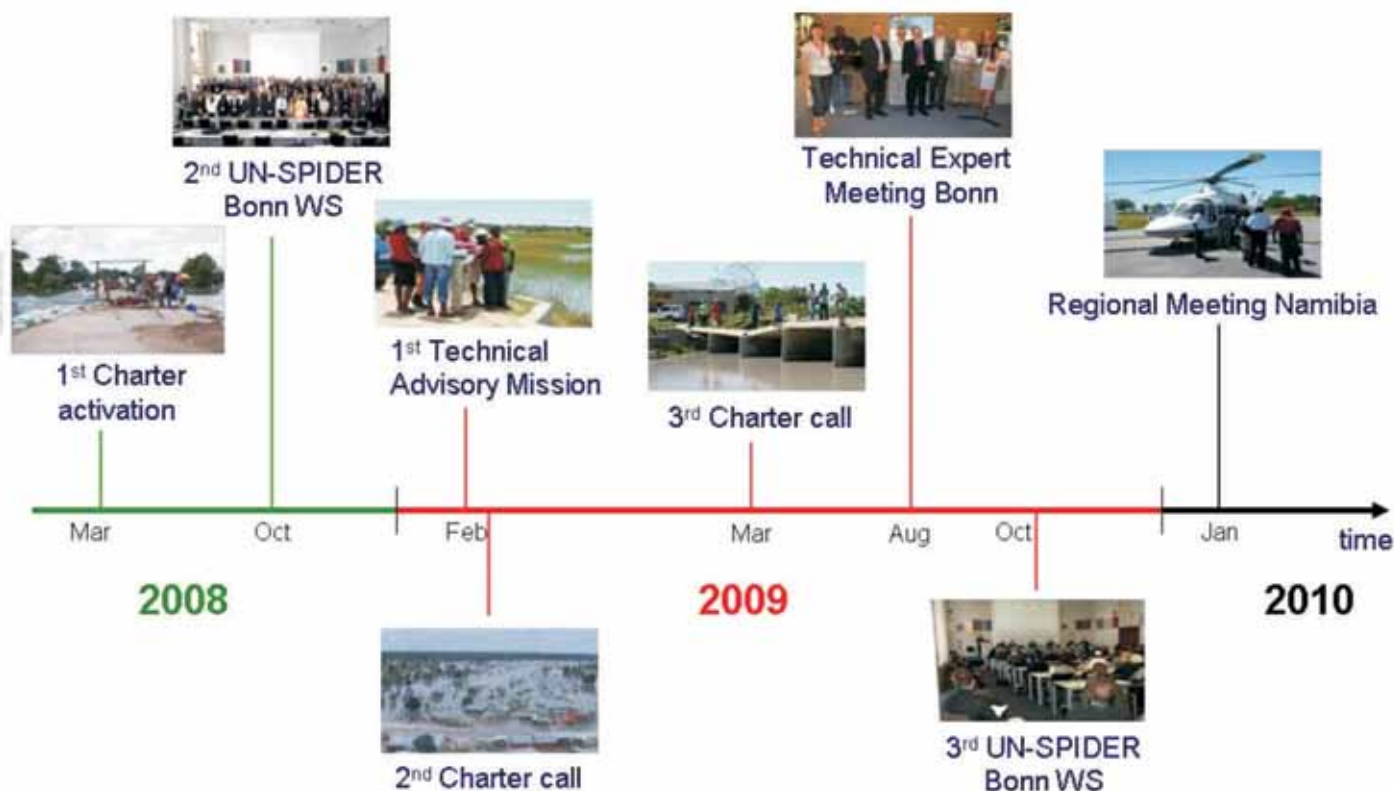 2nd UN-SPIDER
Bonn WS
Technical Expert
Meeting Bonn
Regional Meeting Namibia
1st Charter
activation
1st Technical
Advisory Mission
3rd Charter call
Mar
Oct
Feb
Mar
Aug
Oct
Jan
time
2008
2009
2010
2nd Charter call
3rd UN-SPIDER
Bonn WS